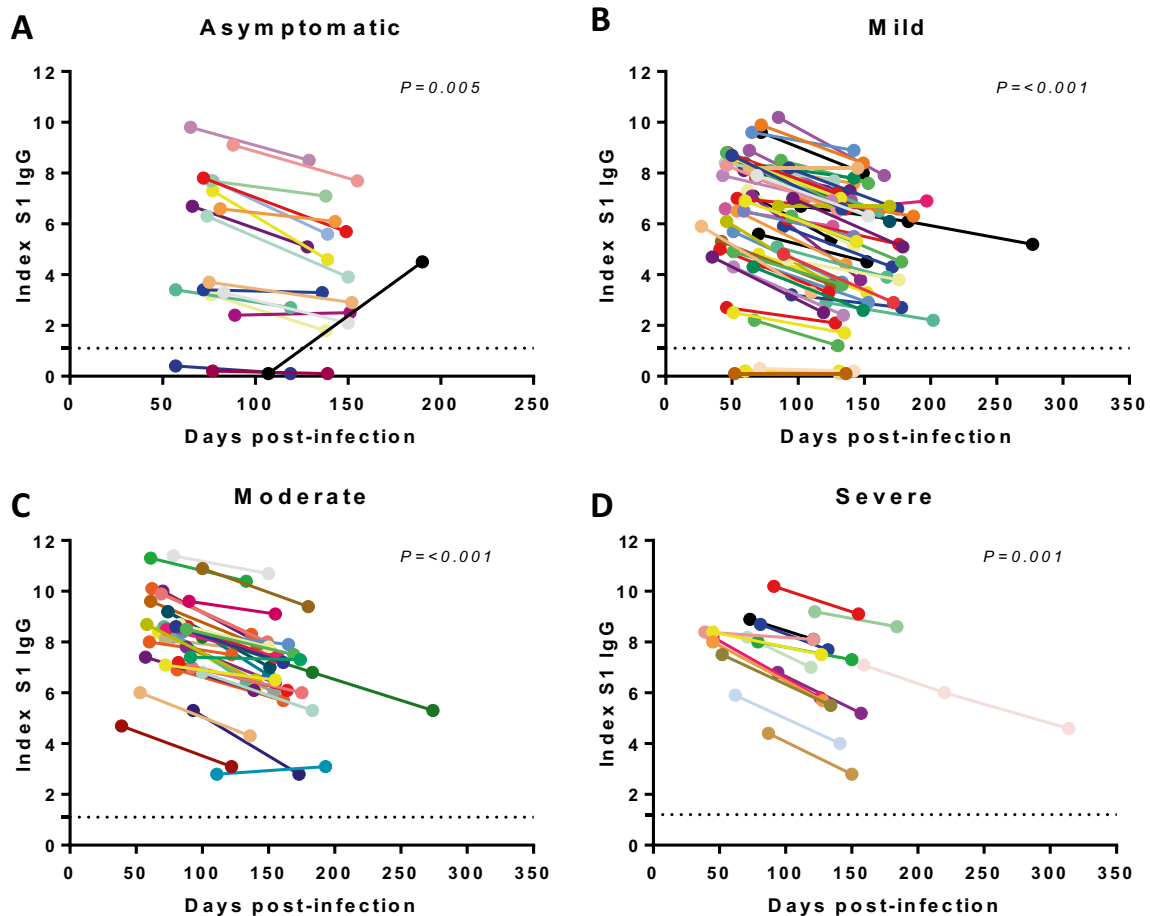 A
Asymptomatic
P=0.005
Index S1 IgG
12
10
8
6
4
2
0
0 50 100 150 200 250
Days post-infection
B
Mild
P=<0.001
Index S1 IgG
12
10
8
6
4
2
0
0 50 100 150 200 250 300 350
Days post-infection
C
Moderate
P=<0.001
Index S1 IgG
12
10
8
6
4
2
0
0 50 100 150 200 250 300 350
Days post-infection
D
Severe
P=0.001
Index S1 IgG
12
10
8
6
4
2
0
0 50 100 150 200 250 300 350
Days post-infection